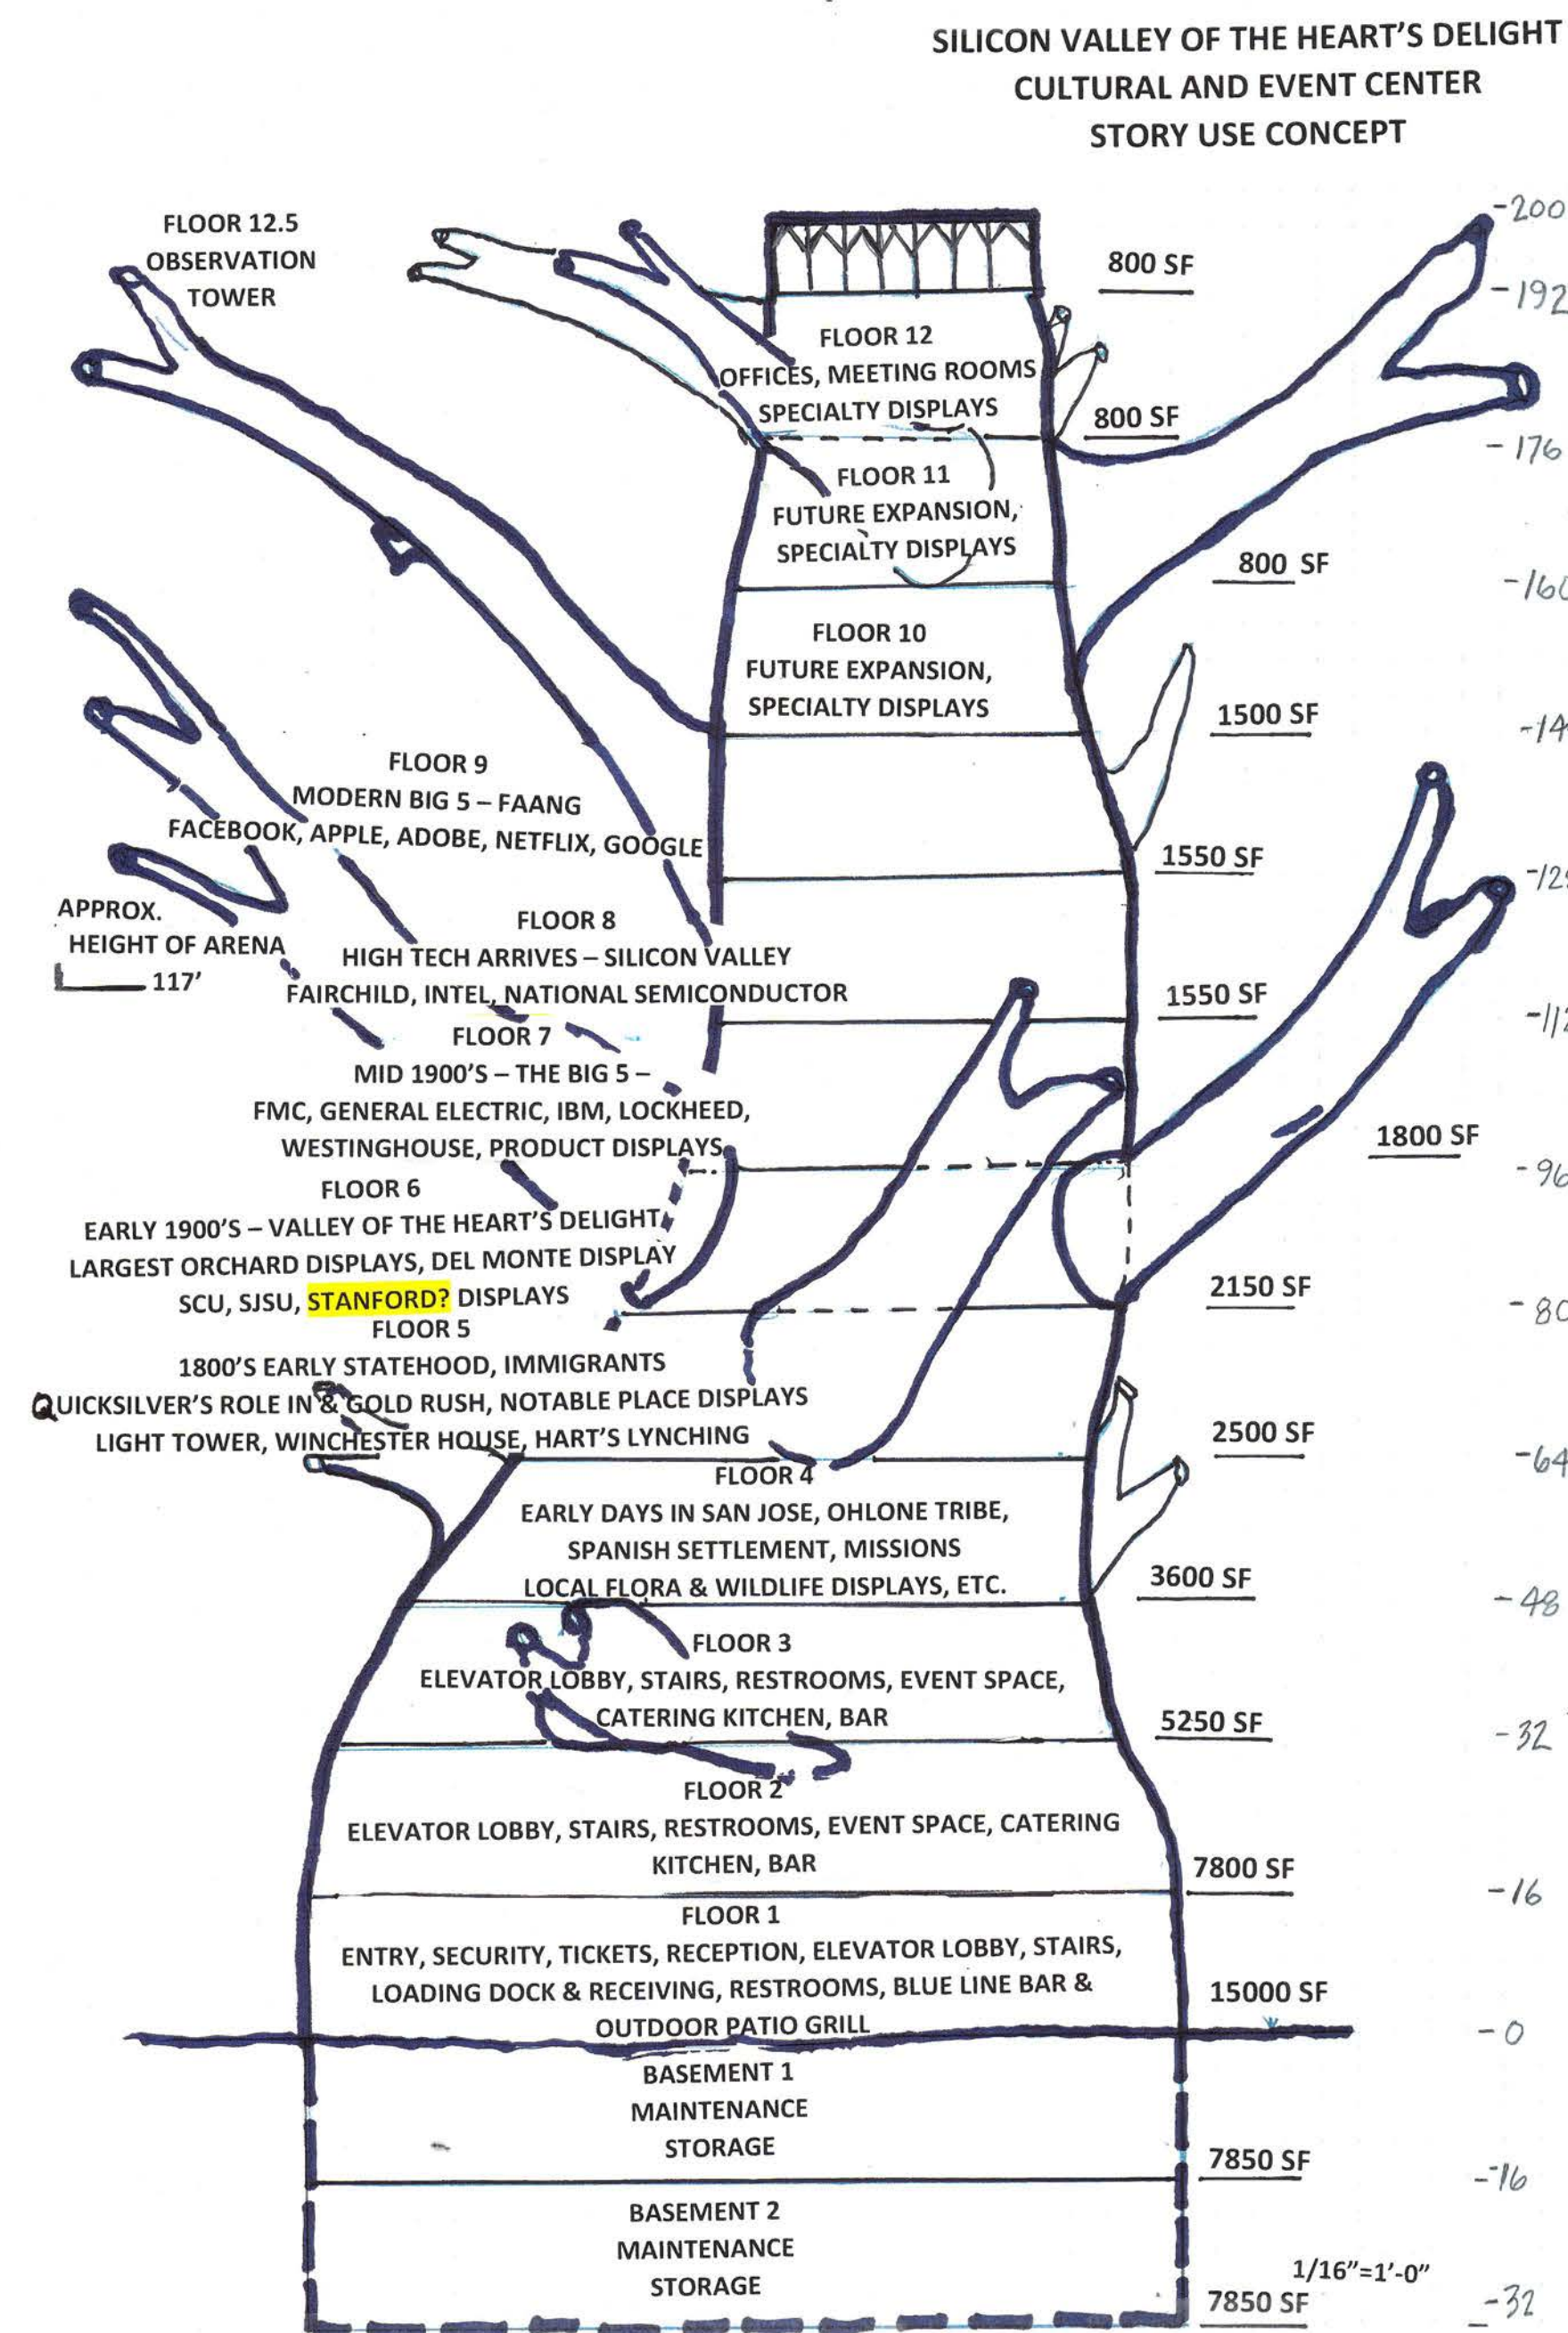 SILICON VALLEY OF THE HEART'S DELIGHT
CULTURAL AND EVENT CENTER
STORY USE CONCEPT
-200
FLOOR 12.5
OBSERVATION
TOWER
800 SF
-192
FLOOR 12
OFFICES, MEETING ROOMS
SPECIALTY DISPLAYS
800 SF
-176
FLOOR 11
FUTURE EXPANSION,
SPECIALTY DISPLAYS
800 SF
-160
FLOOR 10
FUTURE EXPANSION,
SPECIALTY DISPLAYS
1500 SF
-14
FLOOR 9
MODERN BIG 5 – FAANG
FACEBOOK, APPLE, ADOBE, NETFLIX, GOOGLE
1550 SF
-12
APPROX.
HEIGHT OF ARENA
117'
FLOOR 8
HIGH TECH ARRIVES – SILICON VALLEY
FAIRCHILD, INTEL, NATIONAL SEMICONDUCTOR
1550 SF
-112
FLOOR 7
MID 1900'S – THE BIG 5 –
FMC, GENERAL ELECTRIC, IBM, LOCKHEED,
WESTINGHOUSE, PRODUCT DISPLAYS
1800 SF
-96
FLOOR 6
EARLY 1900'S – VALLEY OF THE HEART'S DELIGHT
LARGEST ORCHARD DISPLAYS, DEL MONTE DISPLAY
SCU, SJSU, STANFORD? DISPLAYS
2150 SF
-80
FLOOR 5
1800'S EARLY STATEHOOD, IMMIGRANTS
QUICKSILVER'S ROLE IN & GOLD RUSH, NOTABLE PLACE DISPLAYS
LIGHT TOWER, WINCHESTER HOUSE, HART'S LYNCHING
2500 SF
-64
FLOOR 4
EARLY DAYS IN SAN JOSE, OHLONE TRIBE,
SPANISH SETTLEMENT, MISSIONS
LOCAL FLORA & WILDLIFE DISPLAYS, ETC.
3600 SF
-48
FLOOR 3
ELEVATOR LOBBY, STAIRS, RESTROOMS, EVENT SPACE,
CATERING KITCHEN, BAR
5250 SF
-32
FLOOR 2
ELEVATOR LOBBY, STAIRS, RESTROOMS, EVENT SPACE, CATERING
KITCHEN, BAR
7800 SF
-16
FLOOR 1
ENTRY, SECURITY, TICKETS, RECEPTION, ELEVATOR LOBBY, STAIRS,
LOADING DOCK & RECEIVING, RESTROOMS, BLUE LINE BAR &
OUTDOOR PATIO GRILL
15000 SF
-0
BASEMENT 1
MAINTENANCE
STORAGE
7850 SF
--16
BASEMENT 2
MAINTENANCE
STORAGE
1/16"=1'-0"
7850 SF
--32